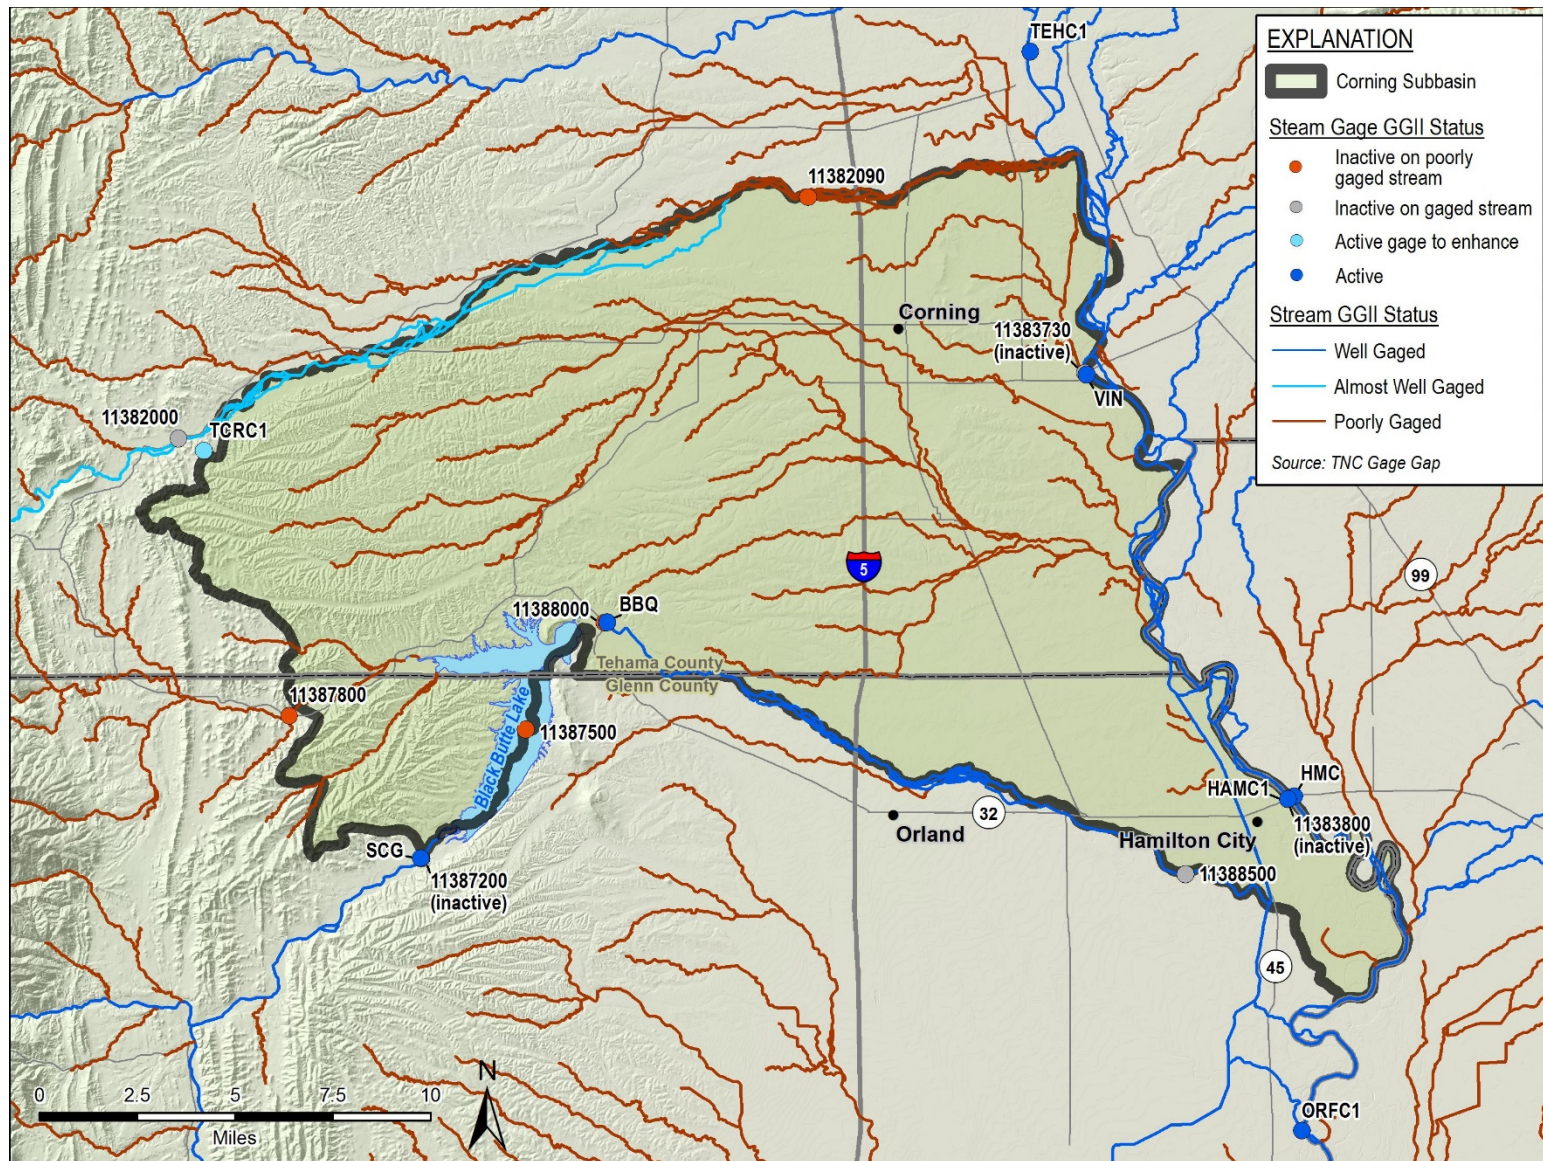 TEHC1
EXPLANATION
Corning Subbasin
Steam Gage GGII Status
Inactive on poorly
gaged stream
Inactive on gaged stream
Active gage to enhance
Active
Stream GGII Status
Well Gaged
Almost Well Gaged
Poorly Gaged
Source: TNC Gage Gap
11382090
Corning
11383730
(inactive)
VIN
11382000
TCRC1
5
99
11388000
BBQ
Tehama County
Glenn County
11387800
11387500
Black Butte Lake
HMC
HAMC1
11383800
(inactive)
32
Orland
Hamilton City
SCG
11387200
(inactive)
11388500
45
N
0 2.5 5 7.5 10
Miles
ORFC1